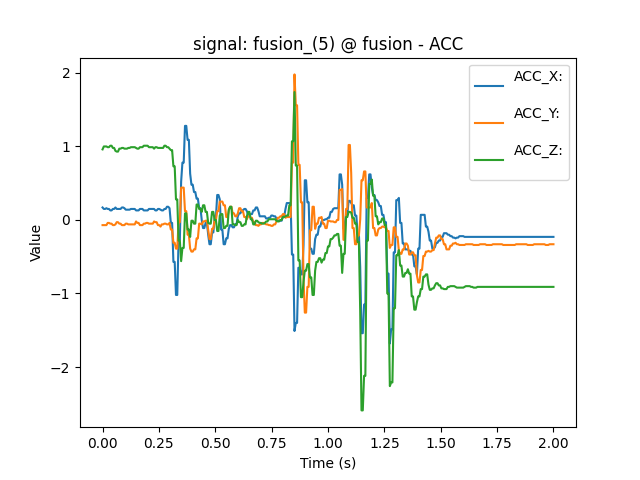 signal: fusion_(5) @ fusion - ACC
ACC_X:
ACC_Y:
ACC_Z:
Value
2
1
0
−1
−2
0.00 0.25 0.50 0.75 1.00 1.25 1.50 1.75 2.00
Time (s)